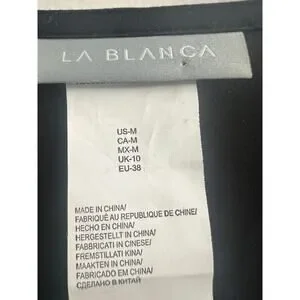 LA BLANCA
US-M
CA-M
MX-M
UK-10
EU-38
MADE IN CHINA/
FABRIQUÉ AU REPUBLIQUE DE CHINE/
HECHO EN CHINA/
HERGESTELLT IN CHINA/
FABBRICATI IN CINESE/
FREMSTILLATI KINA/
MAAKTEN IN CHINA/
FABRICADO EM CHINA/
СДЕЛАНО В КИТАЕ/